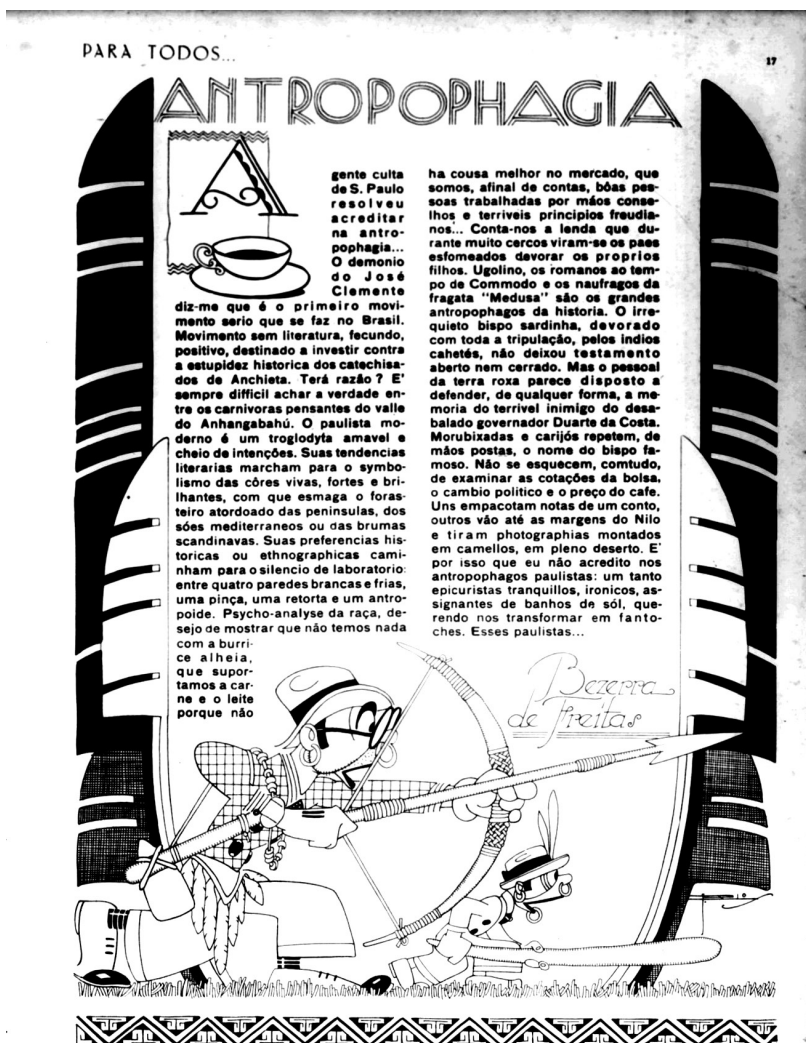 PARA TODOS...
17
ANTROPOPHAGIA
A
gente culta
de S. Paulo
resolveu
acreditar
na antro-
pophagia...
O demonio
do José
Clemente
diz-me que é o primeiro movi-
mento serio que se faz no Brasil.
Movimento sem literatura, fecundo,
positivo, destinado a investir contra
a estupidez historica dos catechisa-
dos de Anchieta. Terá razão ? E'
sempre difficil achar a verdade en-
tre os carnivoras pensantes do valle
do Anhangabahú. O paulista mo-
derno é um troglodyta amavel e
cheio de intenções. Suas tendencias
literarias marcham para o symbo-
lismo das côres vivas, fortes e bri-
lhantes, com que esmaga o foras-
teiro atordoado das peninsulas, dos
sóes mediterraneos ou das brumas
scandinavas. Suas preferencias his-
toricas ou ethnographicas cami-
nham para o silencio de laboratorio:
entre quatro paredes brancas e frias,
uma pinça, uma retorta e um antro-
poide. Psycho-analyse da raça, de-
sejo de mostrar que não temos nada
com a burri-
ce alheia,
que supor-
tamos a car-
ne e o leite
porque não
ha cousa melhor no mercado, que
somos, afinal de contas, bôas pes-
soas trabalhadas por máos conse-
lhos e terriveis principios freudia-
nos... Conta-nos a lenda que du-
rante muito cercos viram-se os paes
esfomeados devorar os proprios
filhos. Ugolino, os romanos ao tem-
po de Commodo e os naufragos da
fragata "Medusa" são os grandes
antropophagos da historia. O irre-
quieto bispo sardinha, devorado
com toda a tripulação, pelos indios
cahetés, não deixou testamento
aberto nem cerrado. Mas o pessoal
da terra roxa parece disposto a
defender, de qualquer forma, a me-
moria do terrivel inimigo do desa-
balado governador Duarte da Costa.
Morubixadas e carijós repetem, de
mãos postas, o nome do bispo fa-
moso. Não se esquecem, comtudo,
de examinar as cotações da bolsa,
o cambio politico e o preço do cafe.
Uns empacotam notas de um conto,
outros vão até as margens do Nilo
e tiram photographias montados
em camellos, em pleno deserto. E'
por isso que eu não acredito nos
antropophagos paulistas: um tanto
epicuristas tranquillos, ironicos, as-
signantes de banhos de sól, que-
rendo nos transformar em fanto-
ches. Esses paulistas...
Bezerra
de Freitas